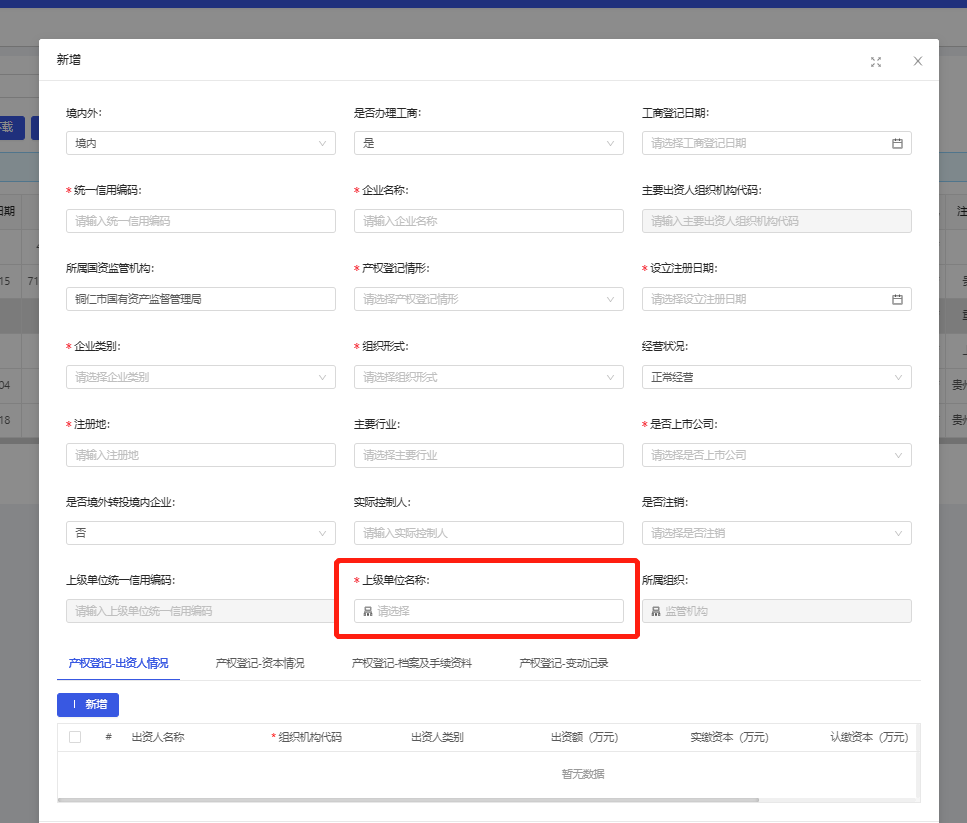 新增
载
境内外:
是否办理工商:
工商登记日期:
境内
是
请选择工商登记日期
* 统一信用编码:
* 企业名称:
主要出资人组织机构代码:
请输入统一信用编码
请输入企业名称
请输入主要出资人组织机构代码
日期
注
所属国资监管机构:
* 产权登记情形:
* 设立注册日期:
15
71
铜仁市国有资产监督管理局
请选择产权登记情形
请选择设立注册日期
* 企业类别:
* 组织形式:
经营状况:
请选择企业类别
请选择组织形式
正常经营
04
贵州
* 注册地:
主要行业:
* 是否上市公司:
18
贵州
请输入注册地
请选择主要行业
请选择是否上市公司
是否境外转投境内企业:
实际控制人:
是否注销:
否
请输入实际控制人
请选择是否注销
上级单位统一信用编码:
* 上级单位名称:
所属组织:
请输入上级单位统一信用编码
请选择
监管机构
产权登记-出资人情况
产权登记-资本情况
产权登记-档案及手续资料
产权登记-变动记录
新增
# 出资人名称 * 组织机构代码 出资人类别 出资额（万元） 实缴资本（万元） 认缴资本（万元）
暂无数据